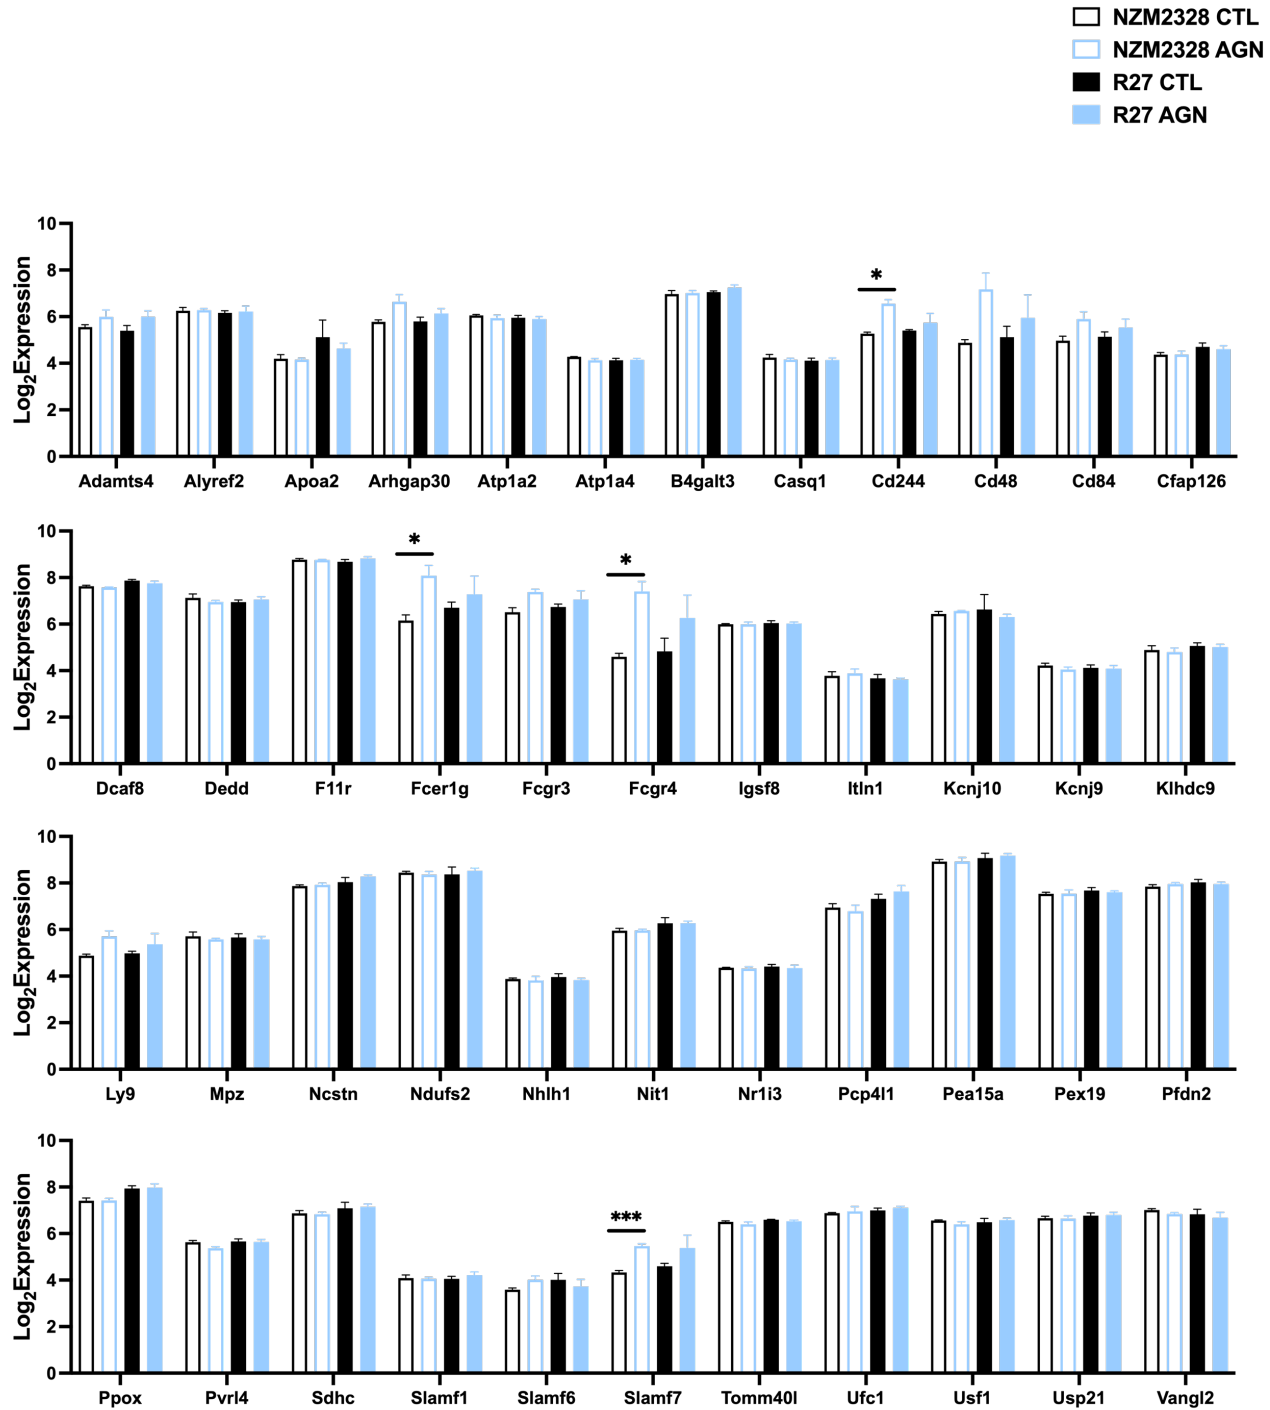 NZM2328 CTL
NZM2328 AGN
R27 CTL
R27 AGN
Log2Expression
10
8
6
4
2
0
*
Adamts4 Alyref2 Apoa2 Arhgap30 Atp1a2 Atp1a4 B4galt3 Casq1 Cd244 Cd48 Cd84 Cfap126
Log2Expression
10
8
6
4
2
0
* *
Dcaf8 Dedd F11r Fcer1g Fcgr3 Fcgr4 Igsf8 Itln1 Kcnj10 Kcnj9 Klhdc9
Log2Expression
10
8
6
4
2
0
Ly9 Mpz Ncstn Ndufs2 Nhlh1 Nit1 Nr1i3 Pcp4l1 Pea15a Pex19 Pfdn2
Log2Expression
10
8
6
4
2
0
***
Ppox Pvrl4 Sdhc Slamf1 Slamf6 Slamf7 Tomm40l Ufc1 Usf1 Usp21 Vangl2